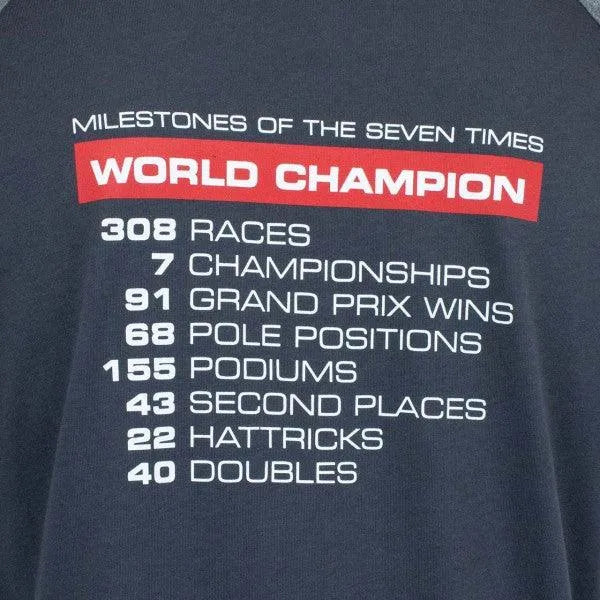 MILESTONES OF THE SEVEN TIMES
WORLD CHAMPION
308 RACES
7 CHAMPIONSHIPS
91 GRAND PRIX WINS
68 POLE POSITIONS
155 PODIUMS
43 SECOND PLACES
22 HATTRICKS
40 DOUBLES